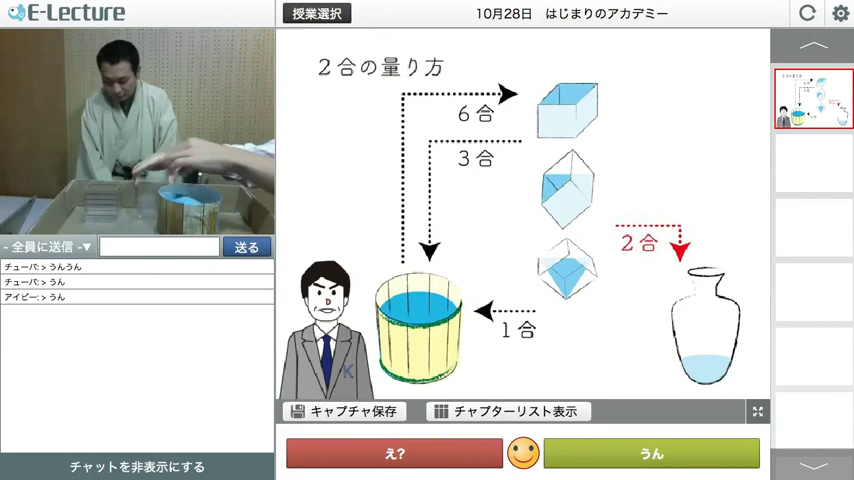 E-Lecture
授業選択
10月28日　はじまりのアカデミー
2合の量り方
6合
3合
2合
1合
K
- 全員に送信 -▼
送る
チューバ: > うんうん
チューバ: > うん
アイビー: > うん
チャットを非表示にする
キャプチャ保存
チャプターリスト表示
え?
うん